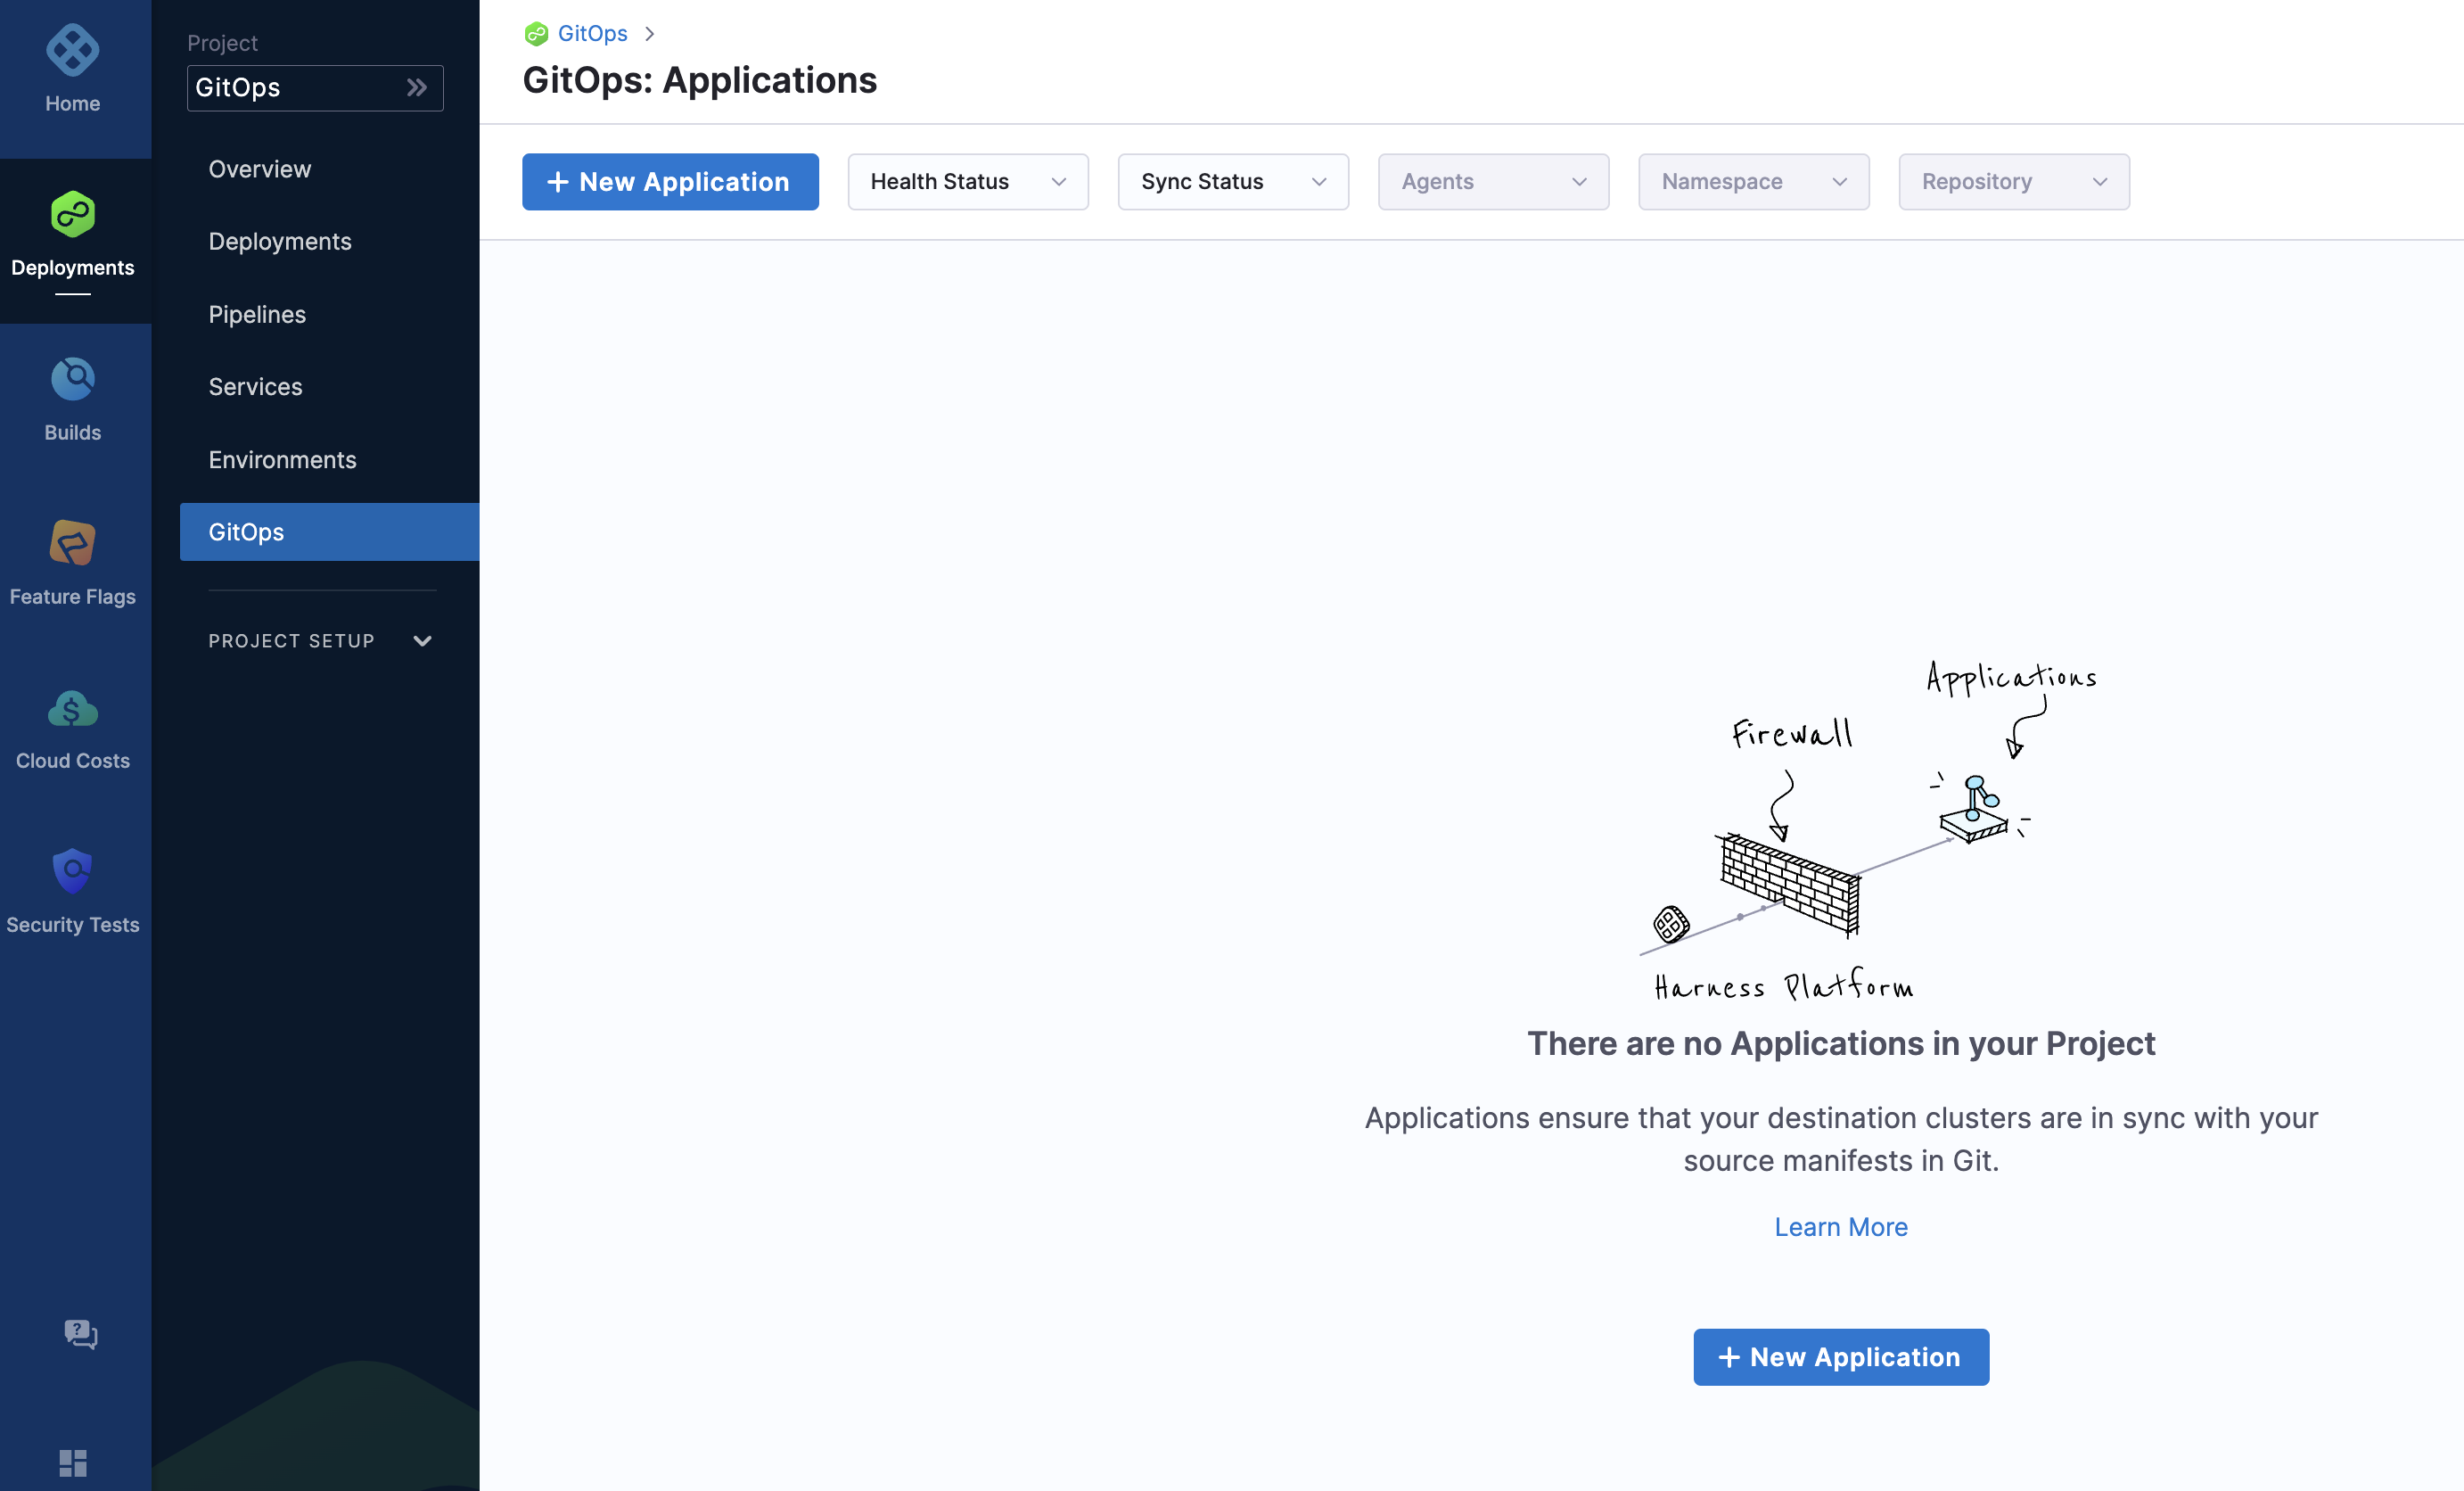 Home
Deployments
Builds
Feature Flags
Cloud Costs
Security Tests
Project
GitOps
Overview
Deployments
Pipelines
Services
Environments
GitOps
PROJECT SETUP
GitOps
GitOps: Applications
New Application
Health Status
Sync Status
Agents
Namespace
Repository
Applications
Firewall
Harness Platform
There are no Applications in your Project
Applications ensure that your destination clusters are in sync with your
source manifests in Git.
Learn More
New Application